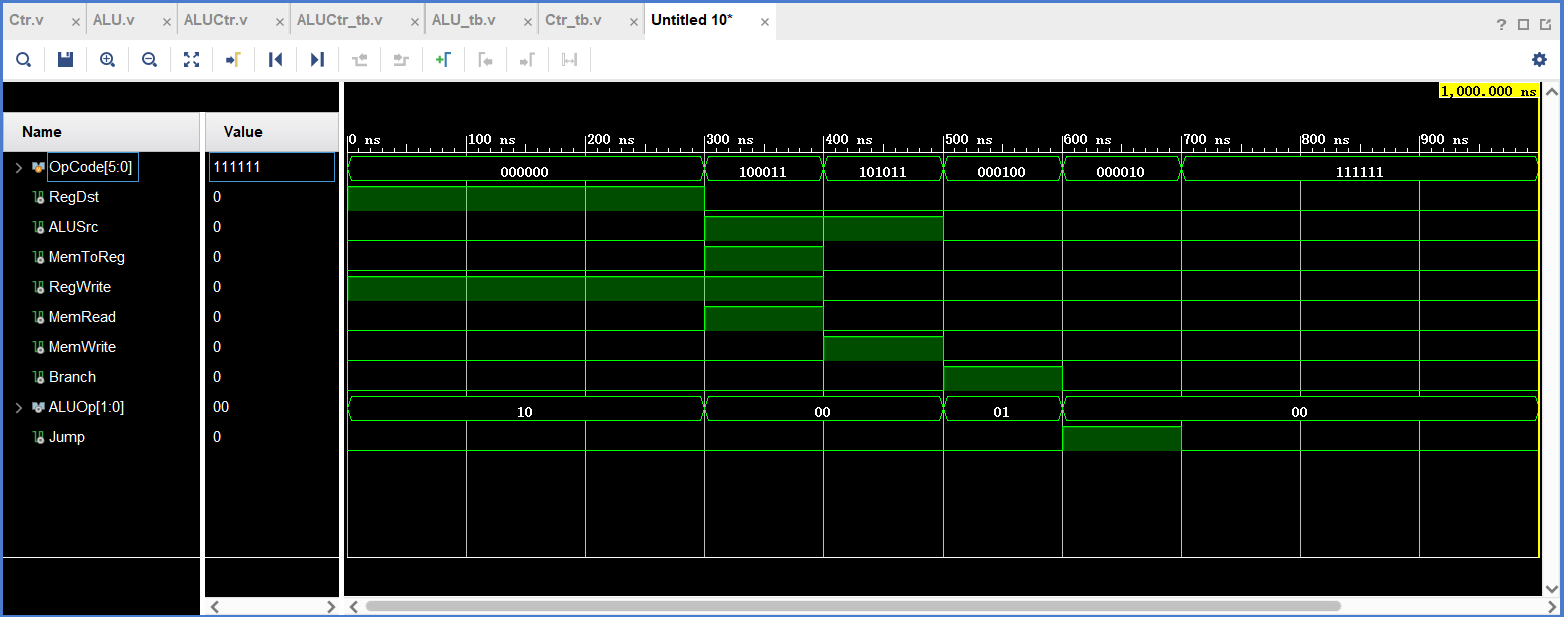 Ctr.v × ALU.v × ALUCtr.v × ALUCtr_tb.v × ALU_tb.v × Ctr_tb.v × Untitled 10* ×
?
1,000.000 ns
Name Value
0 ns 100 ns 200 ns 300 ns 400 ns 500 ns 600 ns 700 ns 800 ns 900 ns
OpCode[5:0] 111111 000000 100011 101011 000100 000010 111111
RegDst 0
ALUSrc 0
MemToReg 0
RegWrite 0
MemRead 0
MemWrite 0
Branch 0
ALUOp[1:0] 00 10 00 01 00
Jump 0